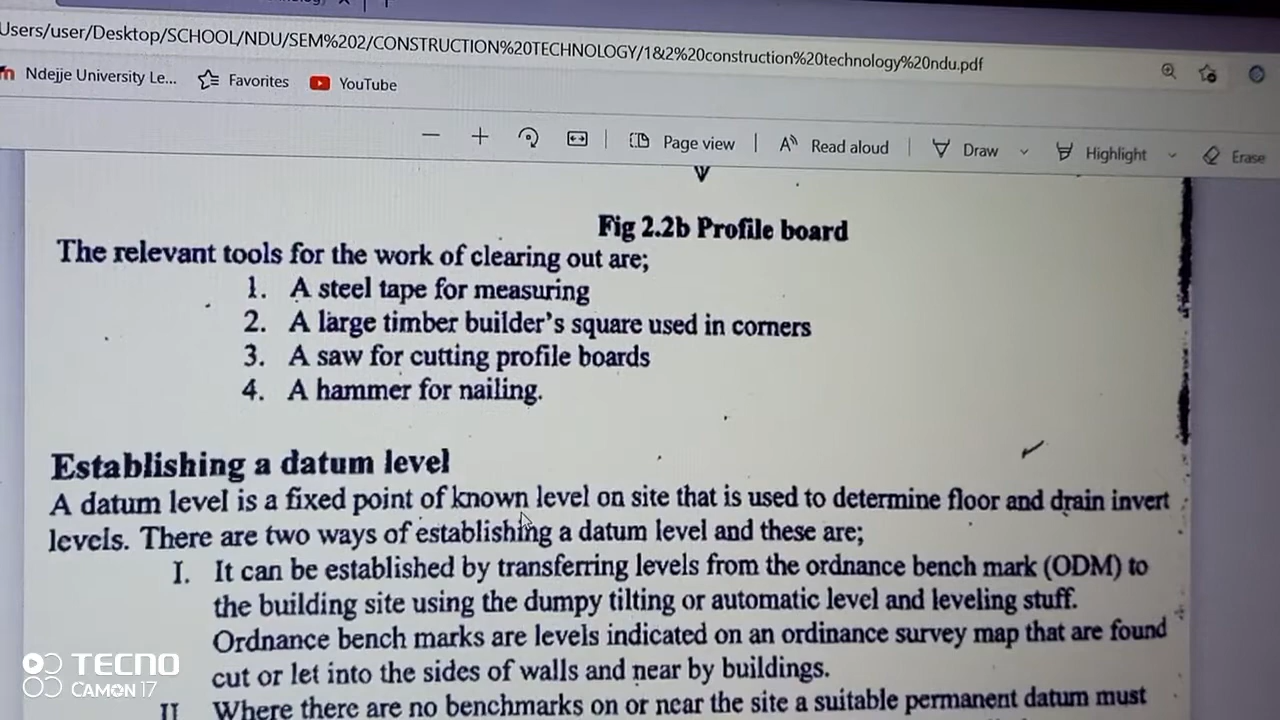 Users/user/Desktop/SCHOOL/NDU/SEM%202/CONSTRUCTION%20TECHNOLOGY/1&2%20construction%20technology%20ndu.pdf
Ndejje University Le... Favorites YouTube
Page view Read aloud Draw Highlight Erase
Fig 2.2b Profile board
The relevant tools for the work of clearing out are;
1. A steel tape for measuring
2. A large timber builder's square used in corners
3. A saw for cutting profile boards
4. A hammer for nailing.
Establishing a datum level
A datum level is a fixed point of known level on site that is used to determine floor and drain invert
levels. There are two ways of establishing a datum level and these are;
I. It can be established by transferring levels from the ordnance bench mark (ODM) to
the building site using the dumpy tilting or automatic level and leveling stuff.
Ordnance bench marks are levels indicated on an ordinance survey map that are found
cut or let into the sides of walls and near by buildings.
II Where there are no benchmarks on or near the site a suitable permanent datum must
TECNO
CAMON 17